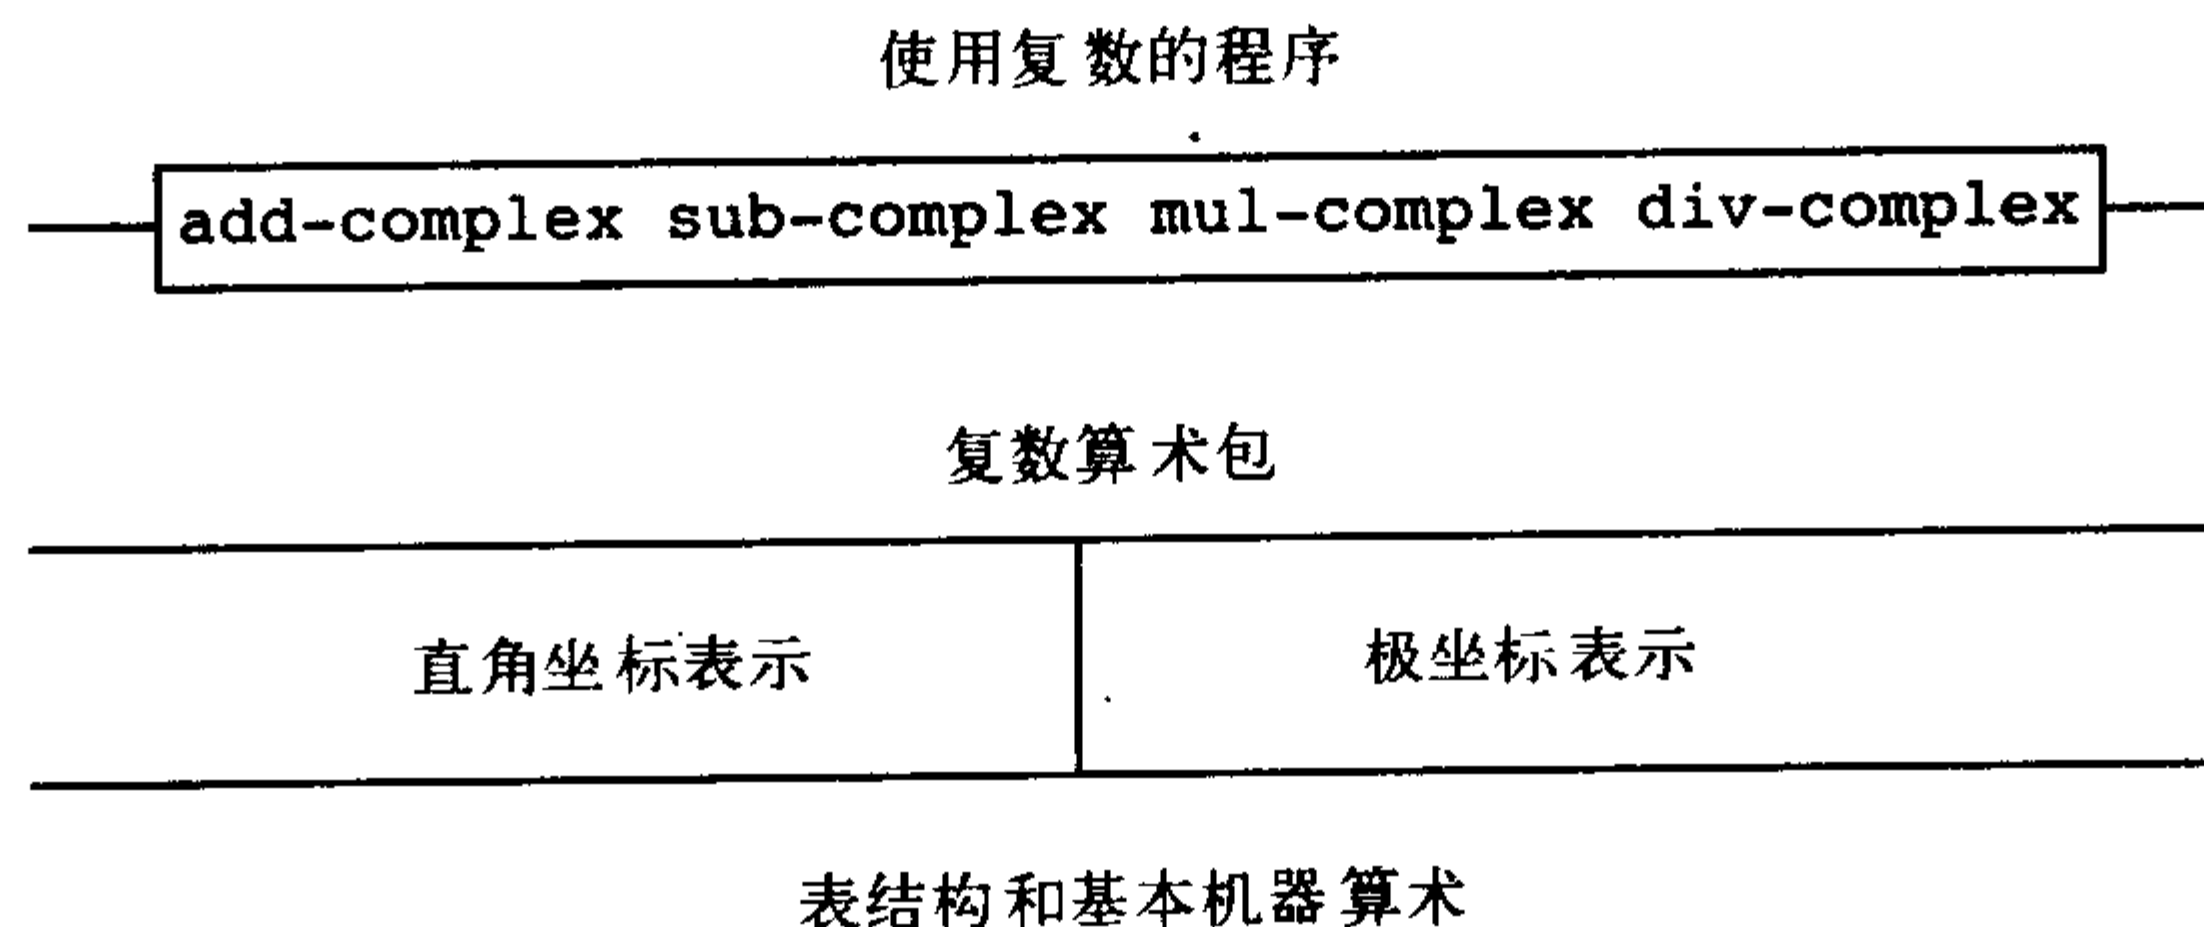 使用复数的程序
add-complex sub-complex mul-complex div-complex
复数算术包
直角坐标表示
极坐标表示
表结构和基本机器算术